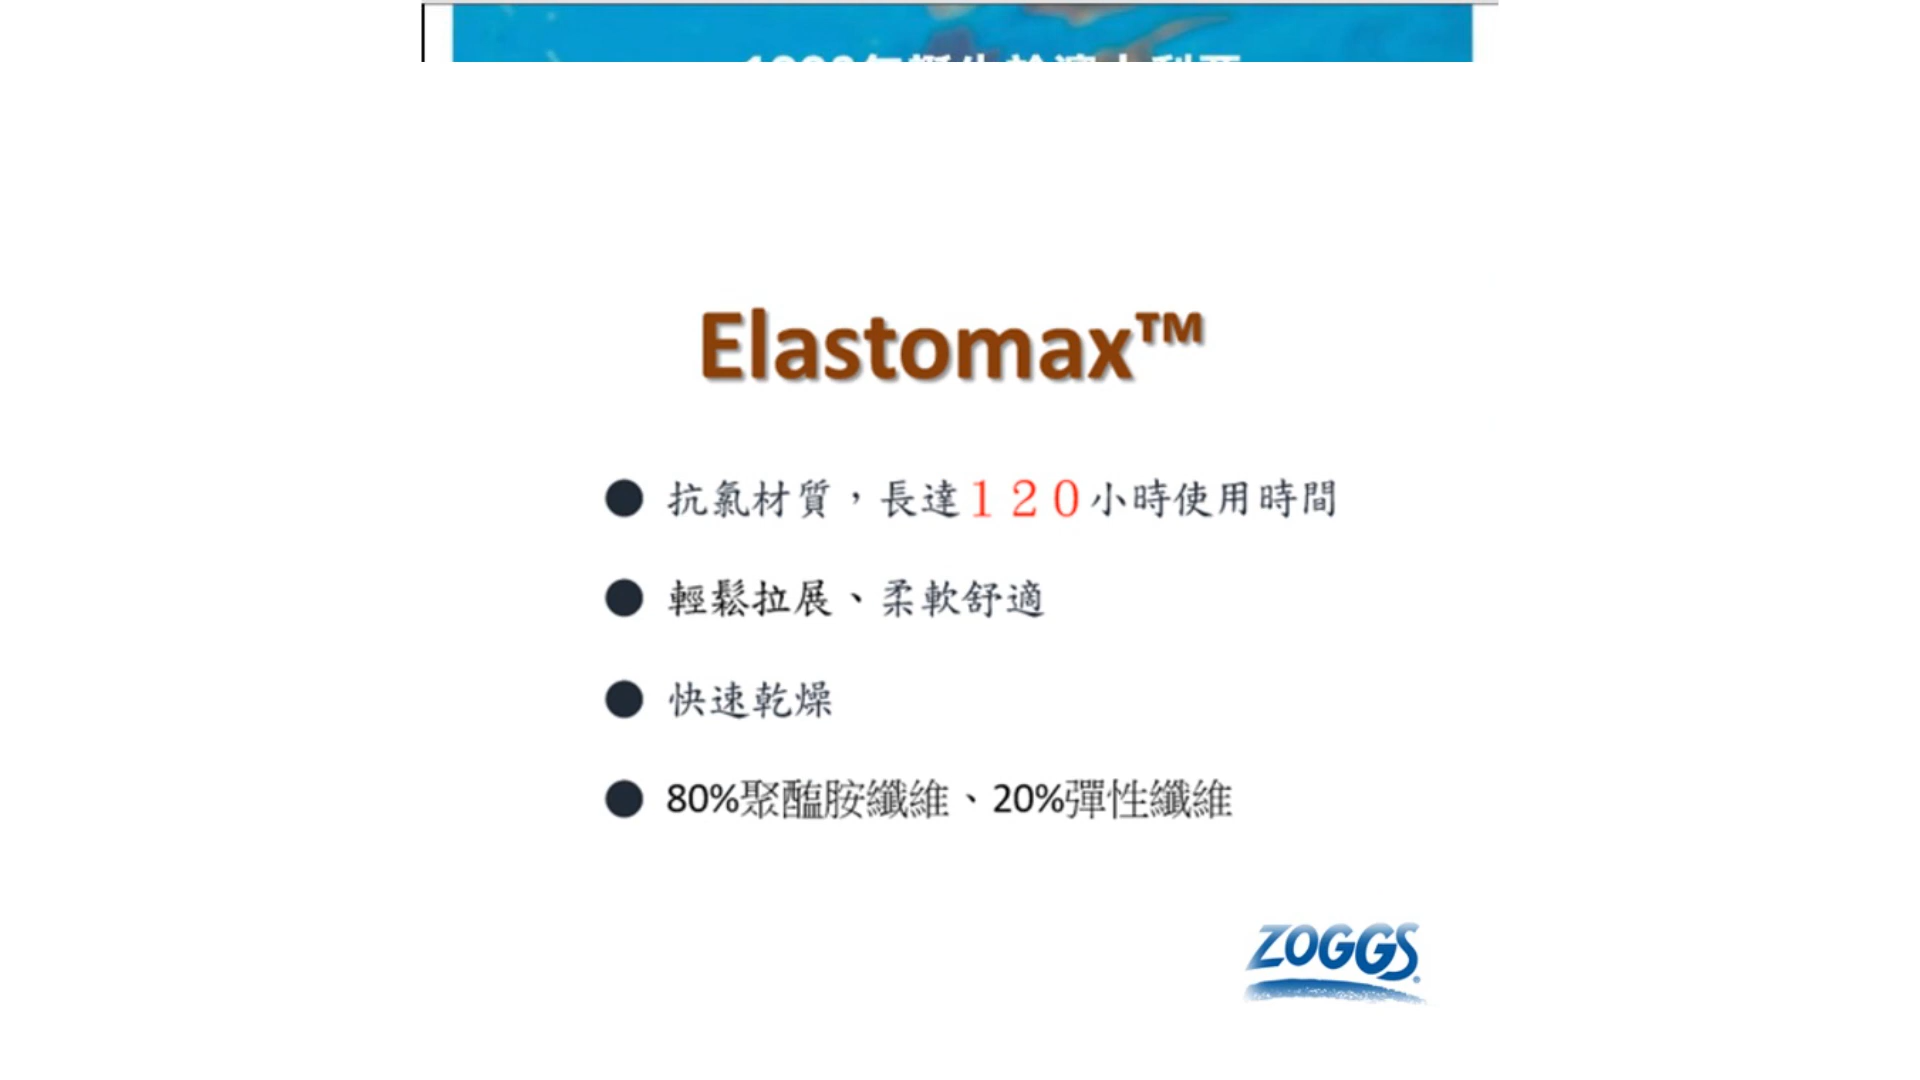 Elastomax™
● 抗氯材質，長達１２０小時使用時間
● 輕鬆拉展、柔軟舒適
● 快速乾燥
● 80%聚醯胺纖維、20%彈性纖維
ZOGGS